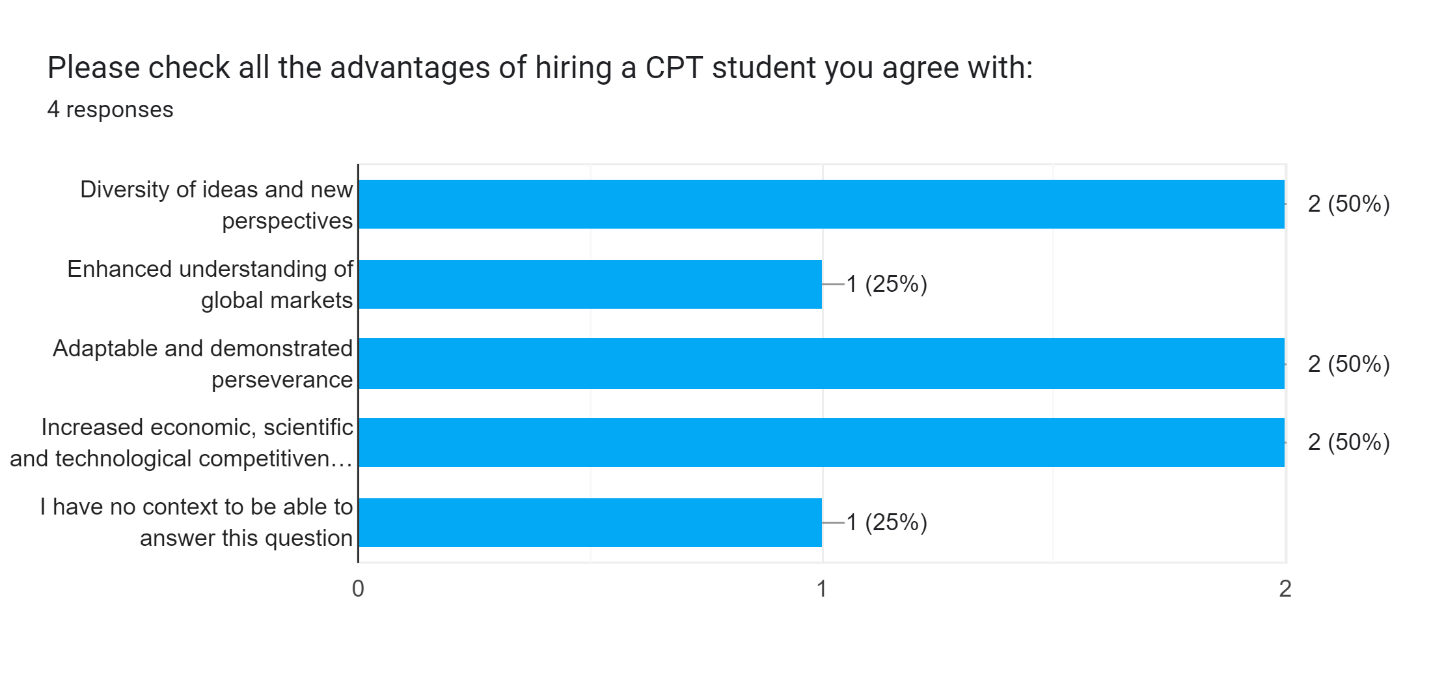 Please check all the advantages of hiring a CPT student you agree with:
4 responses
Diversity of ideas and new
perspectives
2 (50%)
Enhanced understanding of
global markets
1 (25%)
Adaptable and demonstrated
perseverance
2 (50%)
Increased economic, scientific
and technological competitiven…
2 (50%)
I have no context to be able to
answer this question
1 (25%)
0
1
2